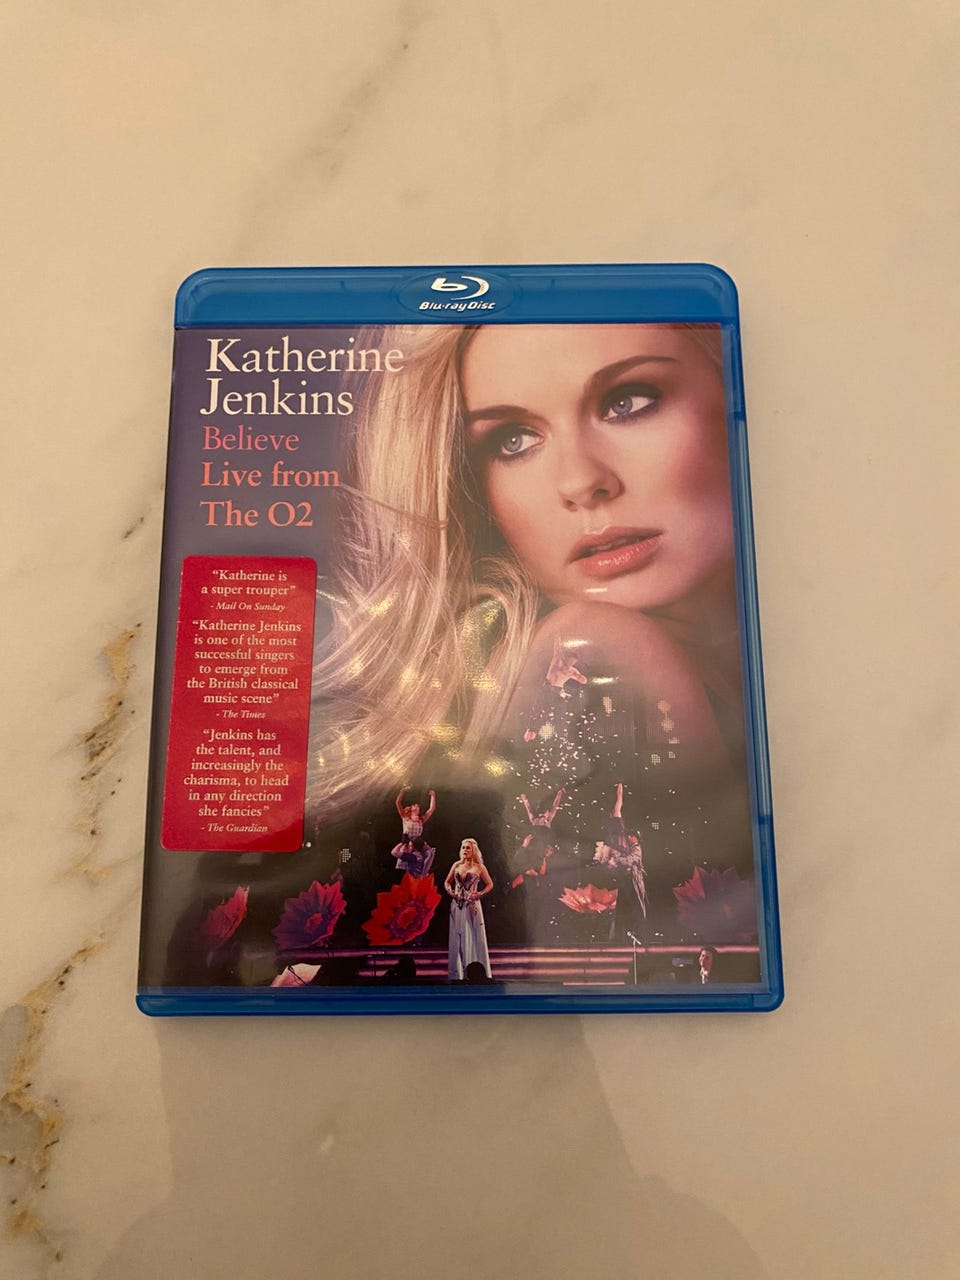 Blu-ray Disc
Katherine
Jenkins
Believe
Live from
The O2
“Katherine is
a super trouper”
- Mail On Sunday
“Katherine Jenkins
is one of the most
successful singers
to emerge from
the British classical
music scene”
- The Times
“Jenkins has
the talent, and
increasingly the
charisma, to head
in any direction
she fancies”
- The Guardian